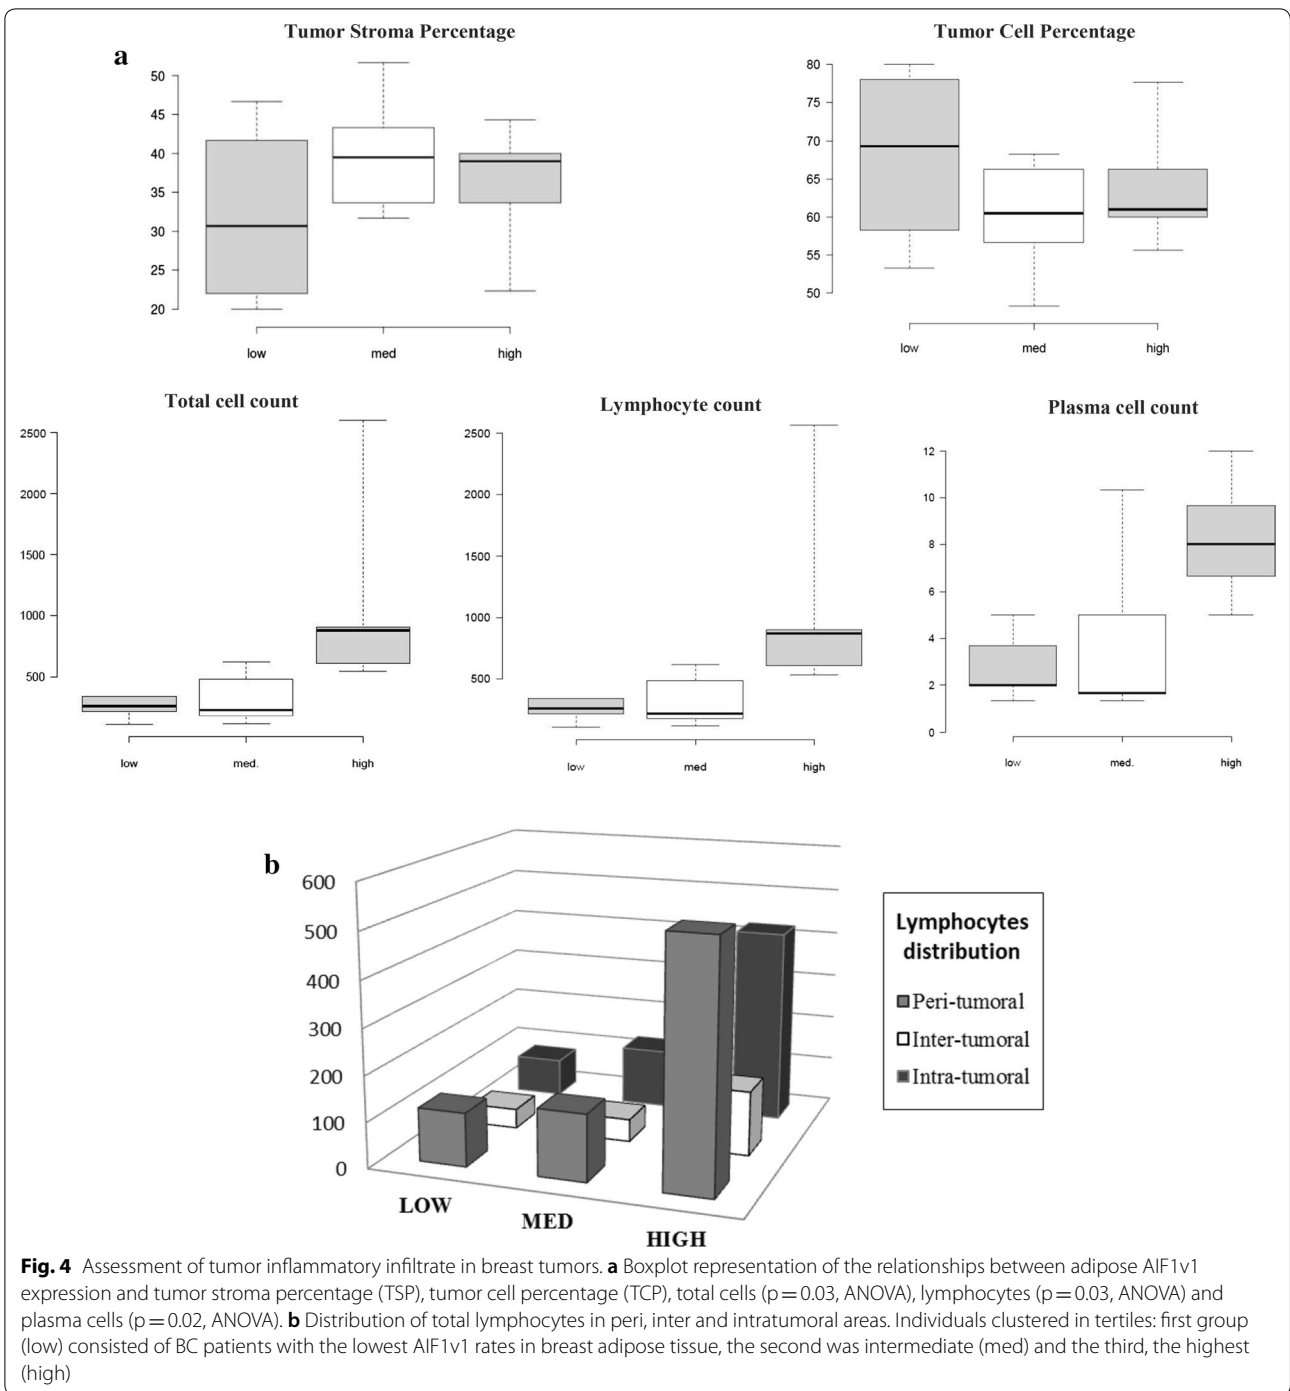 Tumor Stroma Percentage
a
50
45
40
35
30
25
20
low med high
Tumor Cell Percentage
80
75
70
65
60
55
50
low med high
Total cell count
2500
2000
1500
1000
500
low med. high
Lymphocyte count
2500
2000
1500
1000
500
low med high
Plasma cell count
12
10
8
6
4
2
0
low med. high
b
600
500
400
300
200
100
0
LOW
MED
HIGH
Lymphocytes
distribution
Peri-tumoral
Inter-tumoral
Intra-tumoral
Fig. 4 Assessment of tumor inflammatory infiltrate in breast tumors. a Boxplot representation of the relationships between adipose AIF1v1
expression and tumor stroma percentage (TSP), tumor cell percentage (TCP), total cells (p = 0.03, ANOVA), lymphocytes (p = 0.03, ANOVA) and
plasma cells (p = 0.02, ANOVA). b Distribution of total lymphocytes in peri, inter and intratumoral areas. Individuals clustered in tertiles: first group
(low) consisted of BC patients with the lowest AIF1v1 rates in breast adipose tissue, the second was intermediate (med) and the third, the highest
(high)